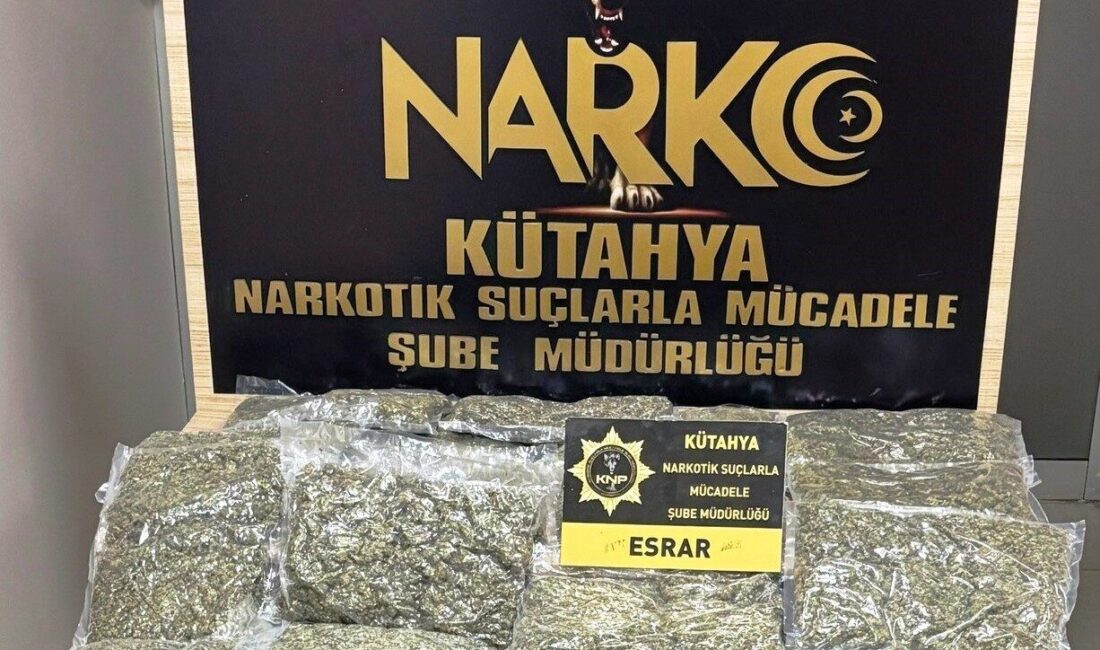 NARKO
KÜTAHYA
NARKOTİK SUÇLARLA MÜCADELE
ŞUBE MÜDÜRLÜĞÜ
KÜTAHYA
NARKOTİK SUÇLARLA
MÜCADELE
ŞUBE MÜDÜRLÜĞÜ
KNP
ESRAR